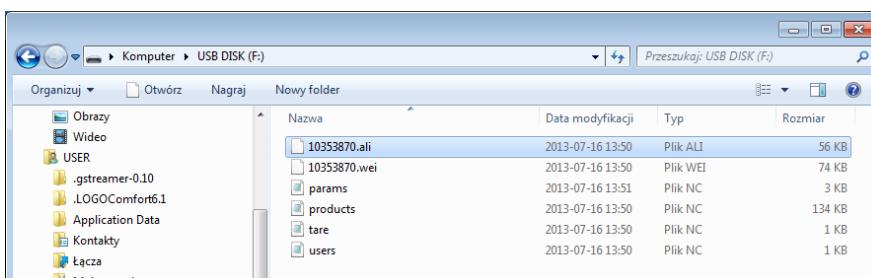 Komputer ▸ USB DISK (F:)
Przeszukaj: USB DISK (F:)
Organizuj Otwórz Nagraj Nowy folder
Obrazy
Wideo
USER
.gstreamer-0.10
.LOGOComfort6.1
Application Data
Kontakty
Łącza
Nazwa Data modyfikacji Typ Rozmiar
10353870.ali 2013-07-16 13:50 Plik ALI 56 KB
10353870.wei 2013-07-16 13:50 Plik WEI 74 KB
params 2013-07-16 13:51 Plik NC 3 KB
products 2013-07-16 13:50 Plik NC 134 KB
tare 2013-07-16 13:50 Plik NC 1 KB
users 2013-07-16 13:50 Plik NC 1 KB